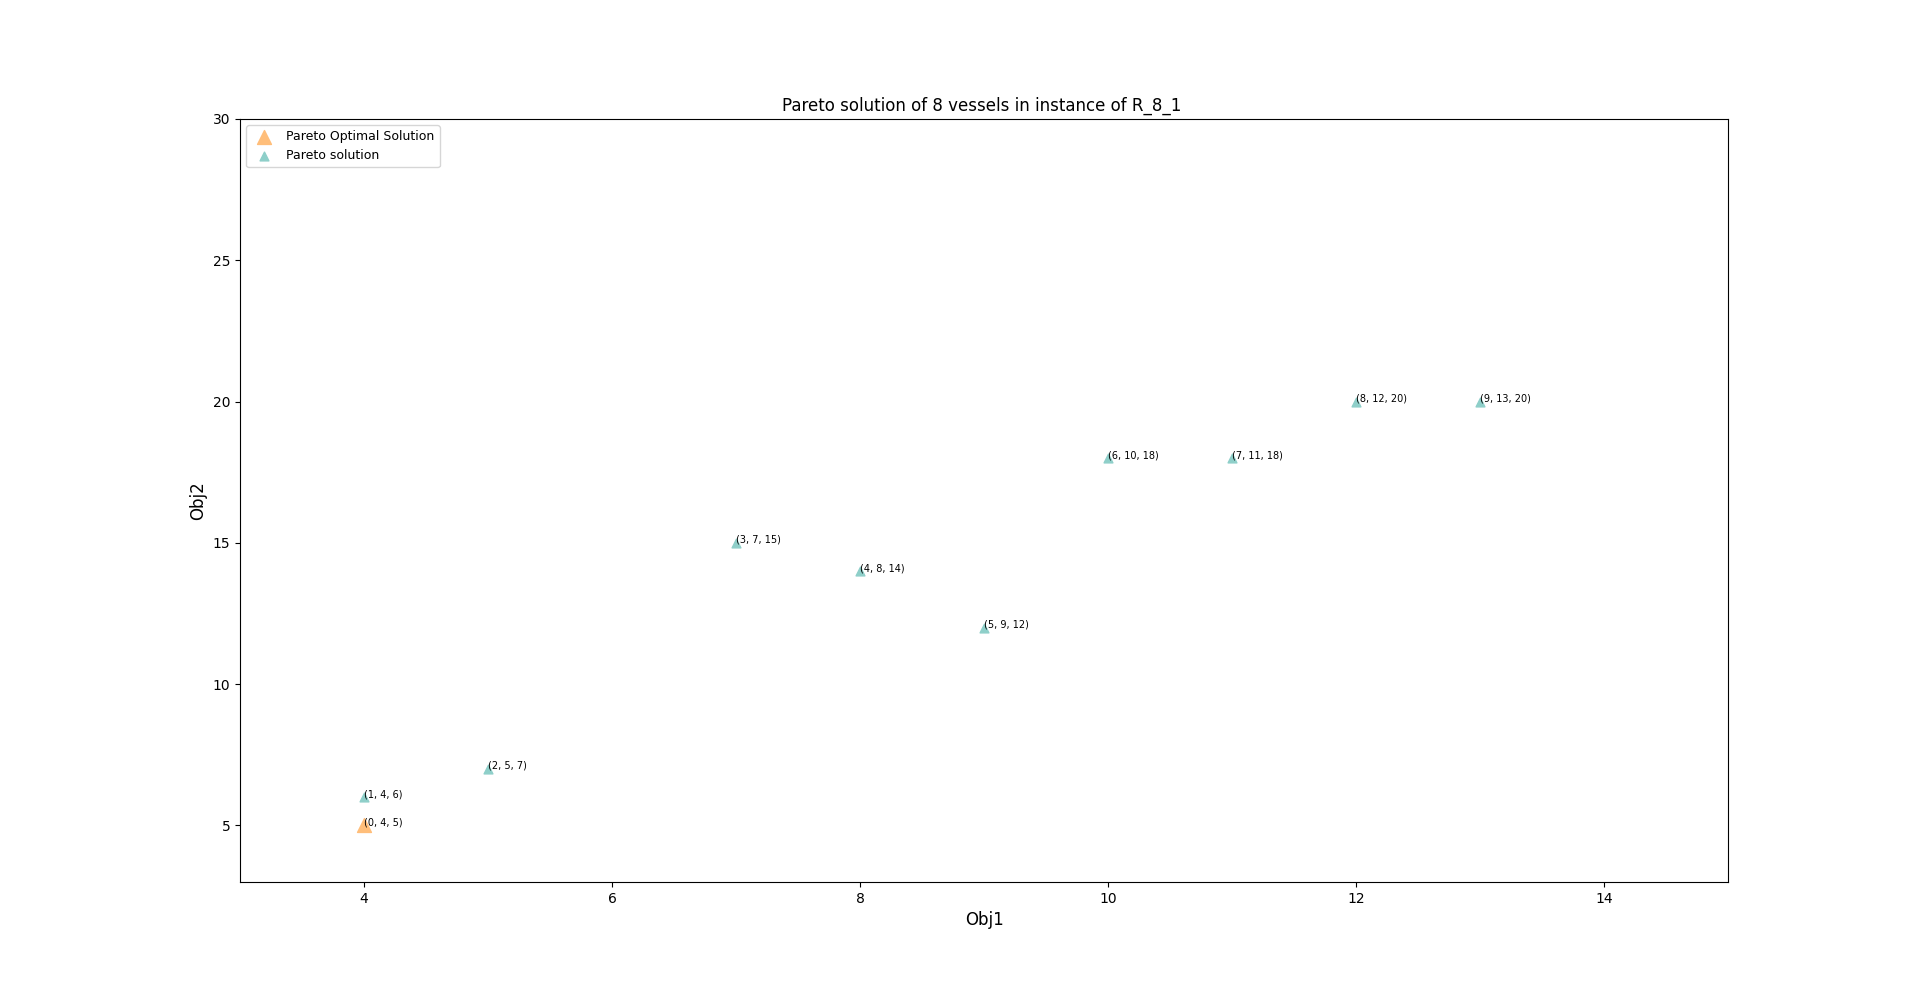 Pareto solution of 8 vessels in instance of R_8_1
30
Pareto Optimal Solution
Pareto solution
25
20
(8, 12, 20)
(9, 13, 20)
(6, 10, 18)
(7, 11, 18)
Obj2
15
(3, 7, 15)
(4, 8, 14)
(5, 9, 12)
10
(2, 5, 7)
(1, 4, 6)
5
(0, 4, 5)
4
6
8
10
12
14
Obj1